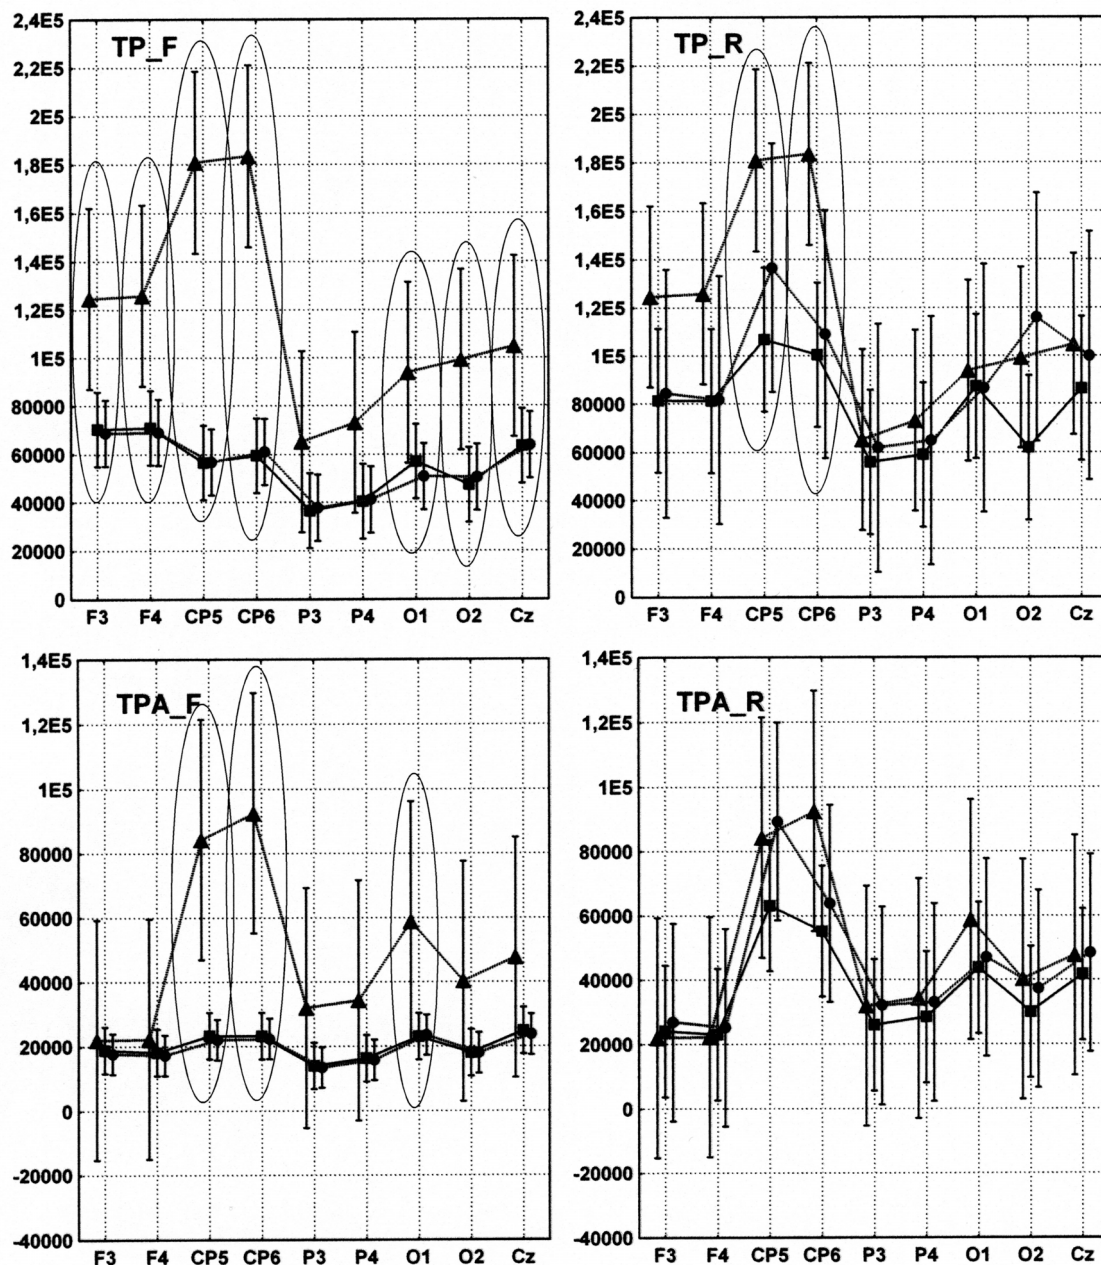 TP_F
2,4E5
2,2E5
2E5
1,8E5
1,6E5
1,4E5
1,2E5
1E5
80000
60000
40000
20000
0
F3 F4 CP5 CP6 P3 P4 O1 O2 Cz
TP_R
2,4E5
2,2E5
2E5
1,8E5
1,6E5
1,4E5
1,2E5
1E5
80000
60000
40000
20000
0
F3 F4 CP5 CP6 P3 P4 O1 O2 Cz
TPA_F
1,4E5
1,2E5
1E5
80000
60000
40000
20000
0
-20000
-40000
F3 F4 CP5 CP6 P3 P4 O1 O2 Cz
TPA_R
1,4E5
1,2E5
1E5
80000
60000
40000
20000
0
-20000
-40000
F3 F4 CP5 CP6 P3 P4 O1 O2 Cz